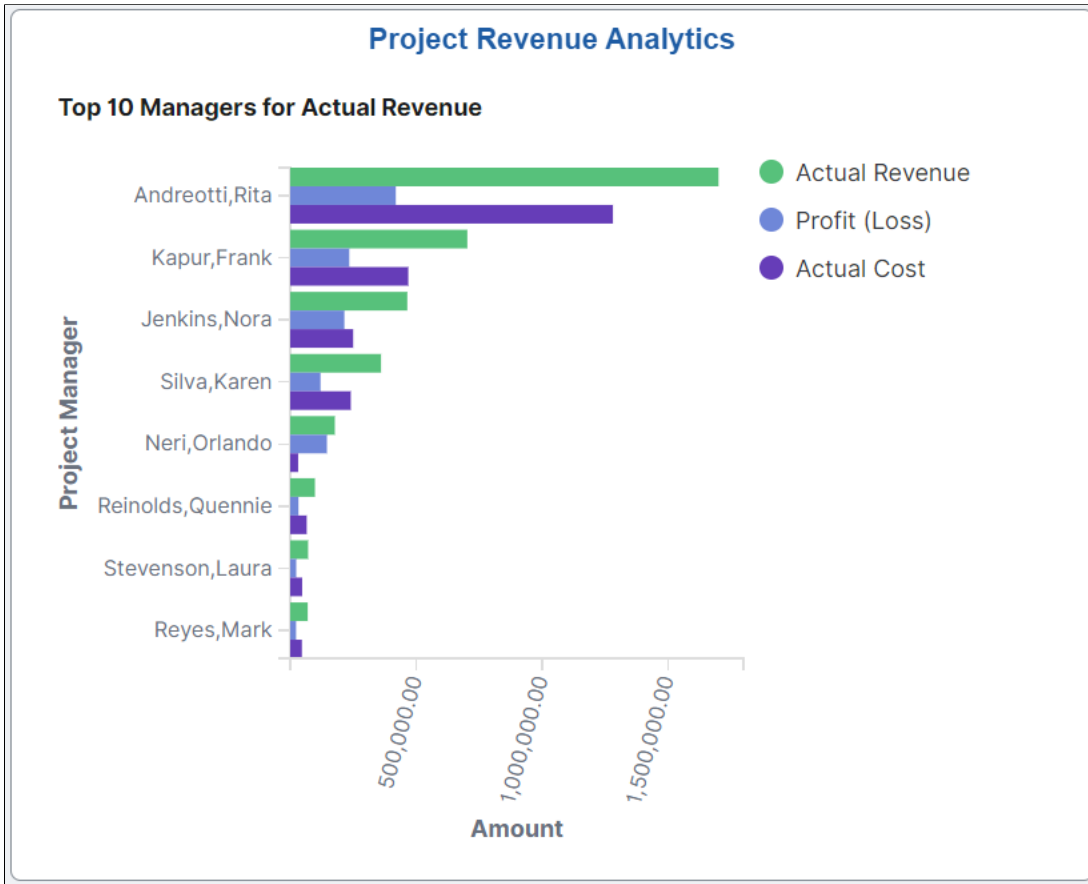 Project Revenue Analytics
Top 10 Managers for Actual Revenue
Andreotti,Rita
Kapur,Frank
Jenkins,Nora
Silva,Karen
Neri,Orlando
Reinolds,Quennie
Stevenson,Laura
Reyes,Mark
Project Manager
Actual Revenue
Profit (Loss)
Actual Cost
500,000.00
1,000,000.00
1,500,000.00
Amount